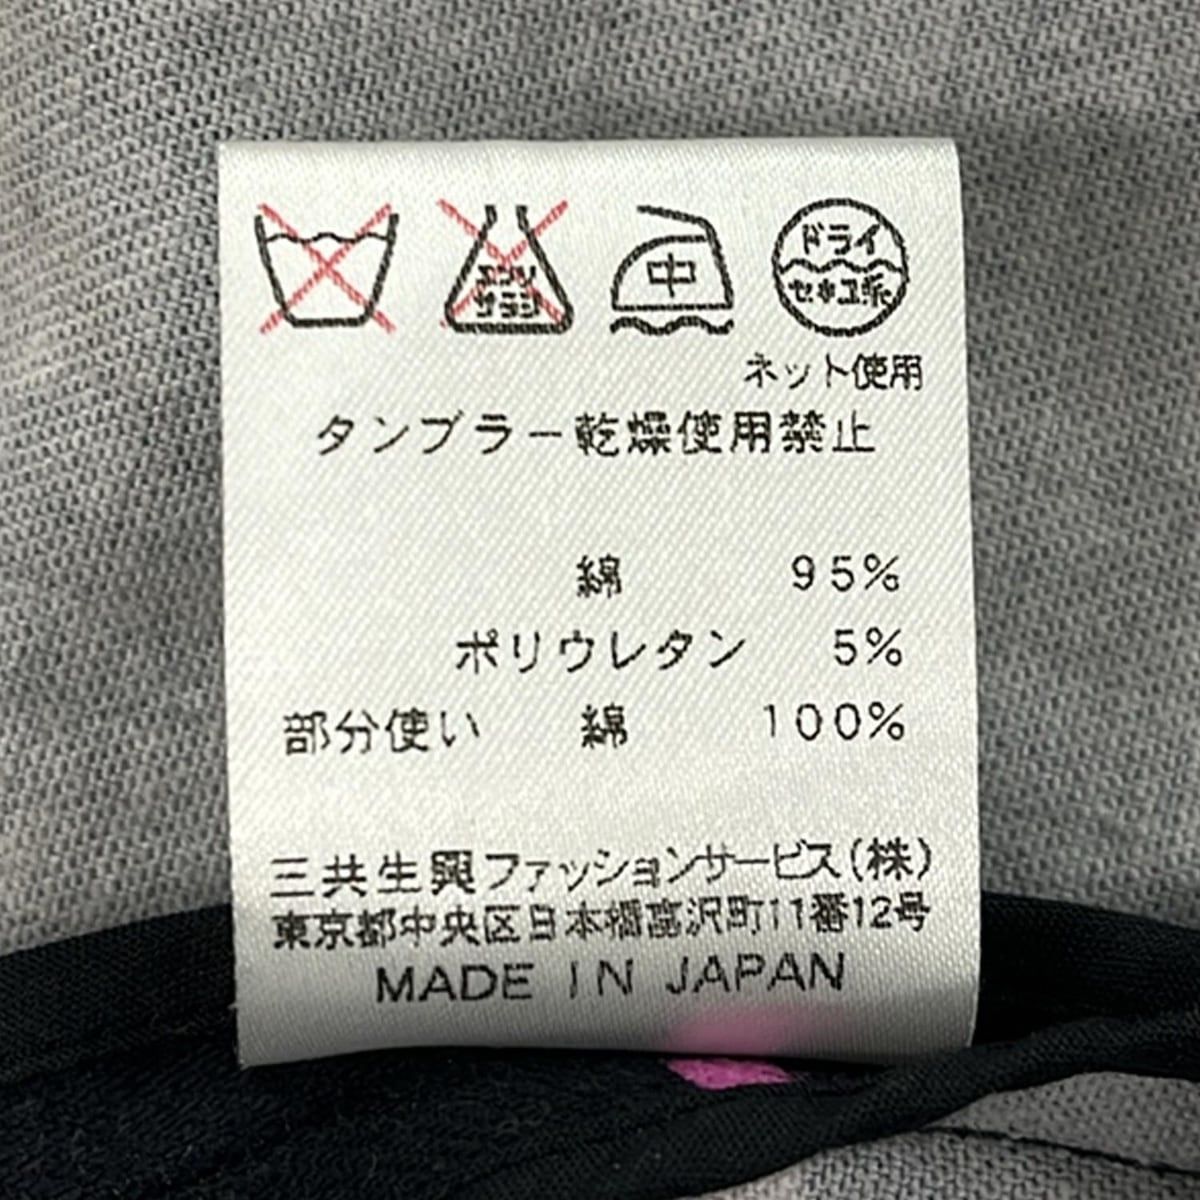 エンソ
サラシ
中
ドライ
セキユ系
ネット使用
タンブラー乾燥使用禁止
綿 95%
ポリウレタン 5%
部分使い 綿 100%
三共生興ファッションサービス(株)
東京都中央区日本橋富沢町11番12号
MADE IN JAPAN